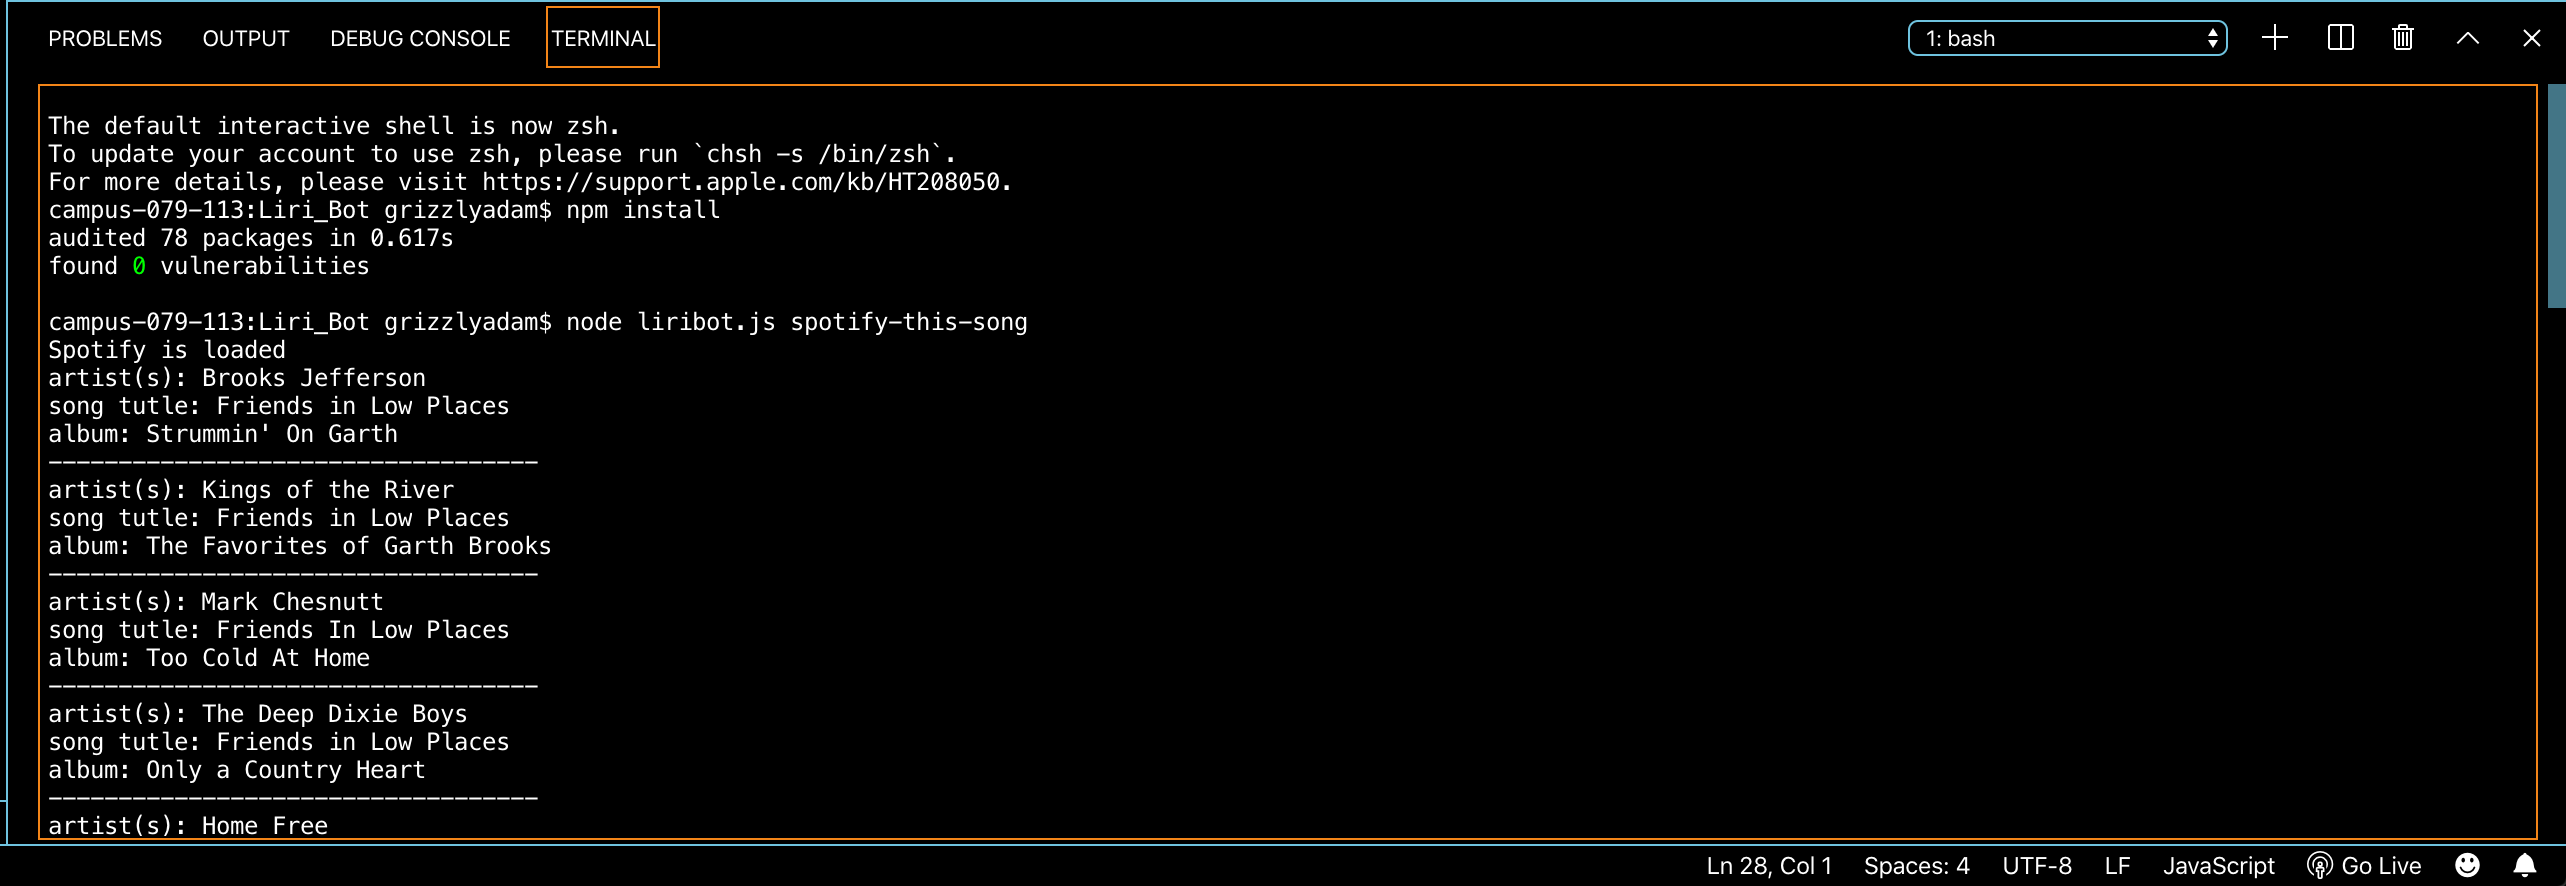 PROBLEMS OUTPUT DEBUG CONSOLE TERMINAL 1: bash
The default interactive shell is now zsh.
To update your account to use zsh, please run `chsh -s /bin/zsh`.
For more details, please visit https://support.apple.com/kb/HT208050.
campus-079-113:Liri_Bot grizzlyadam$ npm install
audited 78 packages in 0.617s
found 0 vulnerabilities
campus-079-113:Liri_Bot grizzlyadam$ node liribot.js spotify-this-song
Spotify is loaded
artist(s): Brooks Jefferson
song tutle: Friends in Low Places
album: Strummin' On Garth
-----------------------------------
artist(s): Kings of the River
song tutle: Friends in Low Places
album: The Favorites of Garth Brooks
-----------------------------------
artist(s): Mark Chesnutt
song tutle: Friends In Low Places
album: Too Cold At Home
-----------------------------------
artist(s): The Deep Dixie Boys
song tutle: Friends in Low Places
album: Only a Country Heart
-----------------------------------
artist(s): Home Free
Ln 28, Col 1 Spaces: 4 UTF-8 LF JavaScript Go Live